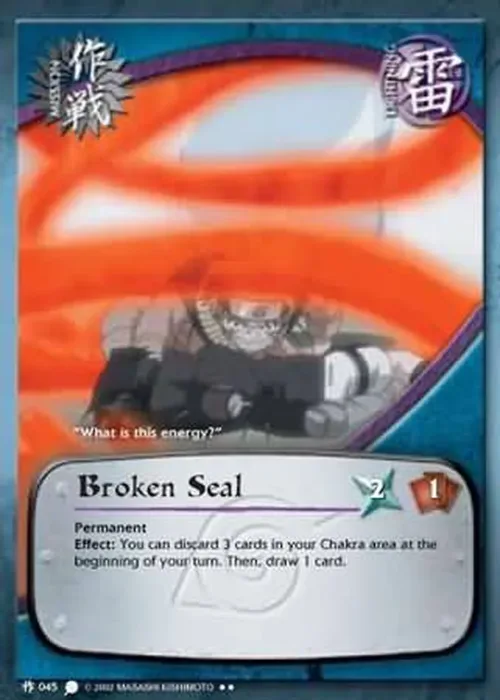 作戦
MISSION
雷
LIGHTNING
"What is this energy?"
Broken Seal
2
1
Permanent
Effect: You can discard 3 cards in your Chakra area at the
beginning of your turn. Then, draw 1 card.
作 045 © 2002 MASASHI KISHIMOTO